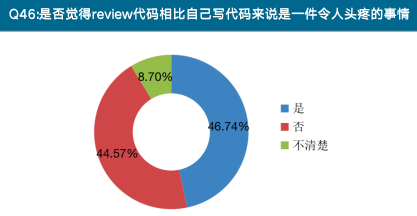 Q46:是否觉得review代码相比自己写代码来说是一件令人头疼的事情
8.70%
46.74%
44.57%
是
否
不清楚